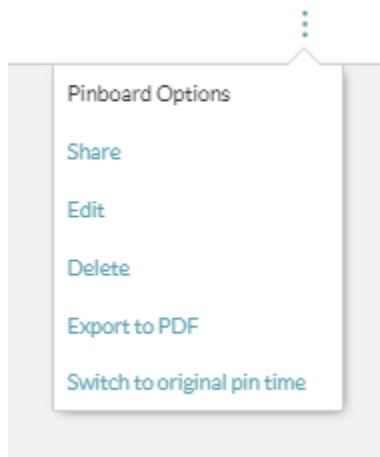 Pinboard Options
Share
Edit
Delete
Export to PDF
Switch to original pin time